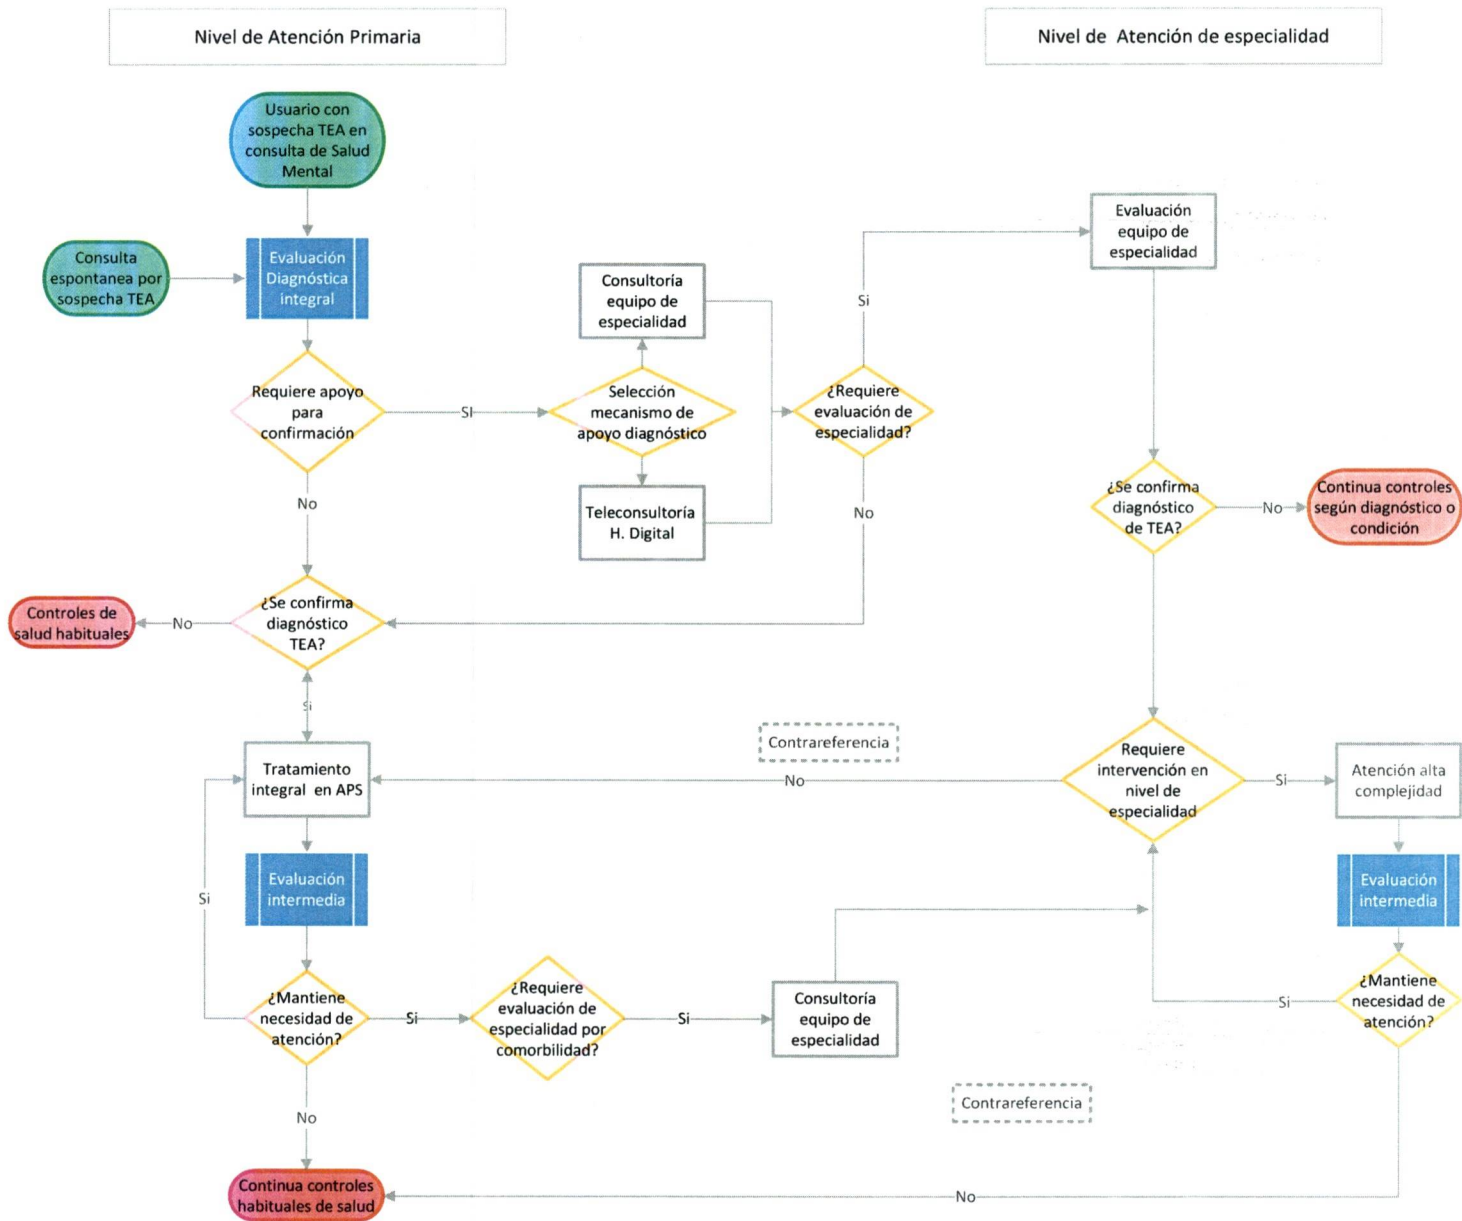 Nivel de Atención Primaria
Nivel de Atención de especialidad
Usuario con
sospecha TEA en
consulta de Salud
Mental
Consulta
espontanea por
sospecha TEA
Evaluación
Diagnóstica
integral
Requiere apoyo
para
confirmación
SI
No
Selección
mecanismo de
apoyo diagnóstico
Consultoría
equipo de
especialidad
Teleconsultoría
H. Digital
¿Requiere
evaluación de
especialidad?
Si
No
Evaluación
equipo de
especialidad
¿Se confirma
diagnóstico
de TEA?
No
Continua controles
según diagnóstico o
condición
¿Se confirma
diagnóstico
TEA?
No
Controles de
salud habituales
Si
Tratamiento
integral en APS
Contrareferencia
No
Requiere
intervención en
nivel de
especialidad
Si
Atención alta
complejidad
Evaluación
intermedia
Si
Evaluación
intermedia
¿Mantiene
necesidad de
atención?
Si
¿Requiere
evaluación de
especialidad por
comorbilidad?
Si
Consultoría
equipo de
especialidad
Si
¿Mantiene
necesidad de
atención?
No
Contrareferencia
No
Continua controles
habituales de salud